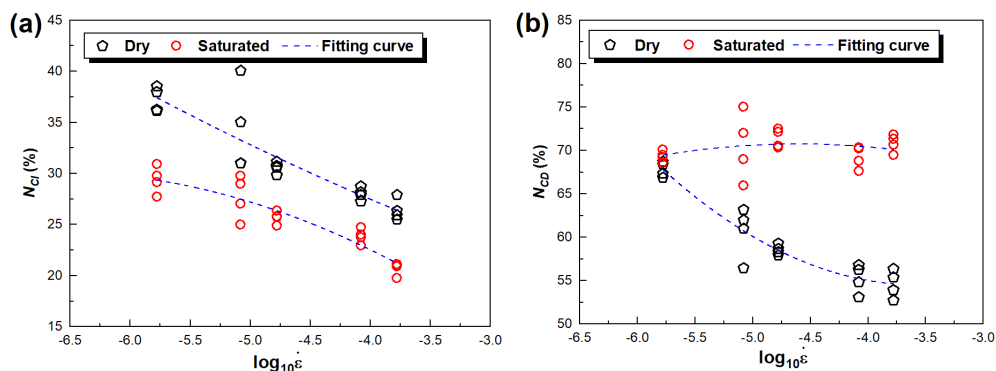 (a)
Dry Saturated Fitting curve
45
40
35
30
25
20
15
N_CI (%)
-6.5 -6.0 -5.5 -5.0 -4.5 -4.0 -3.5 -3.0
log₁₀ε̇
(b)
Dry Saturated Fitting curve
85
80
75
70
65
60
55
50
N_CD (%)
-6.5 -6.0 -5.5 -5.0 -4.5 -4.0 -3.5 -3.0
log₁₀ε̇